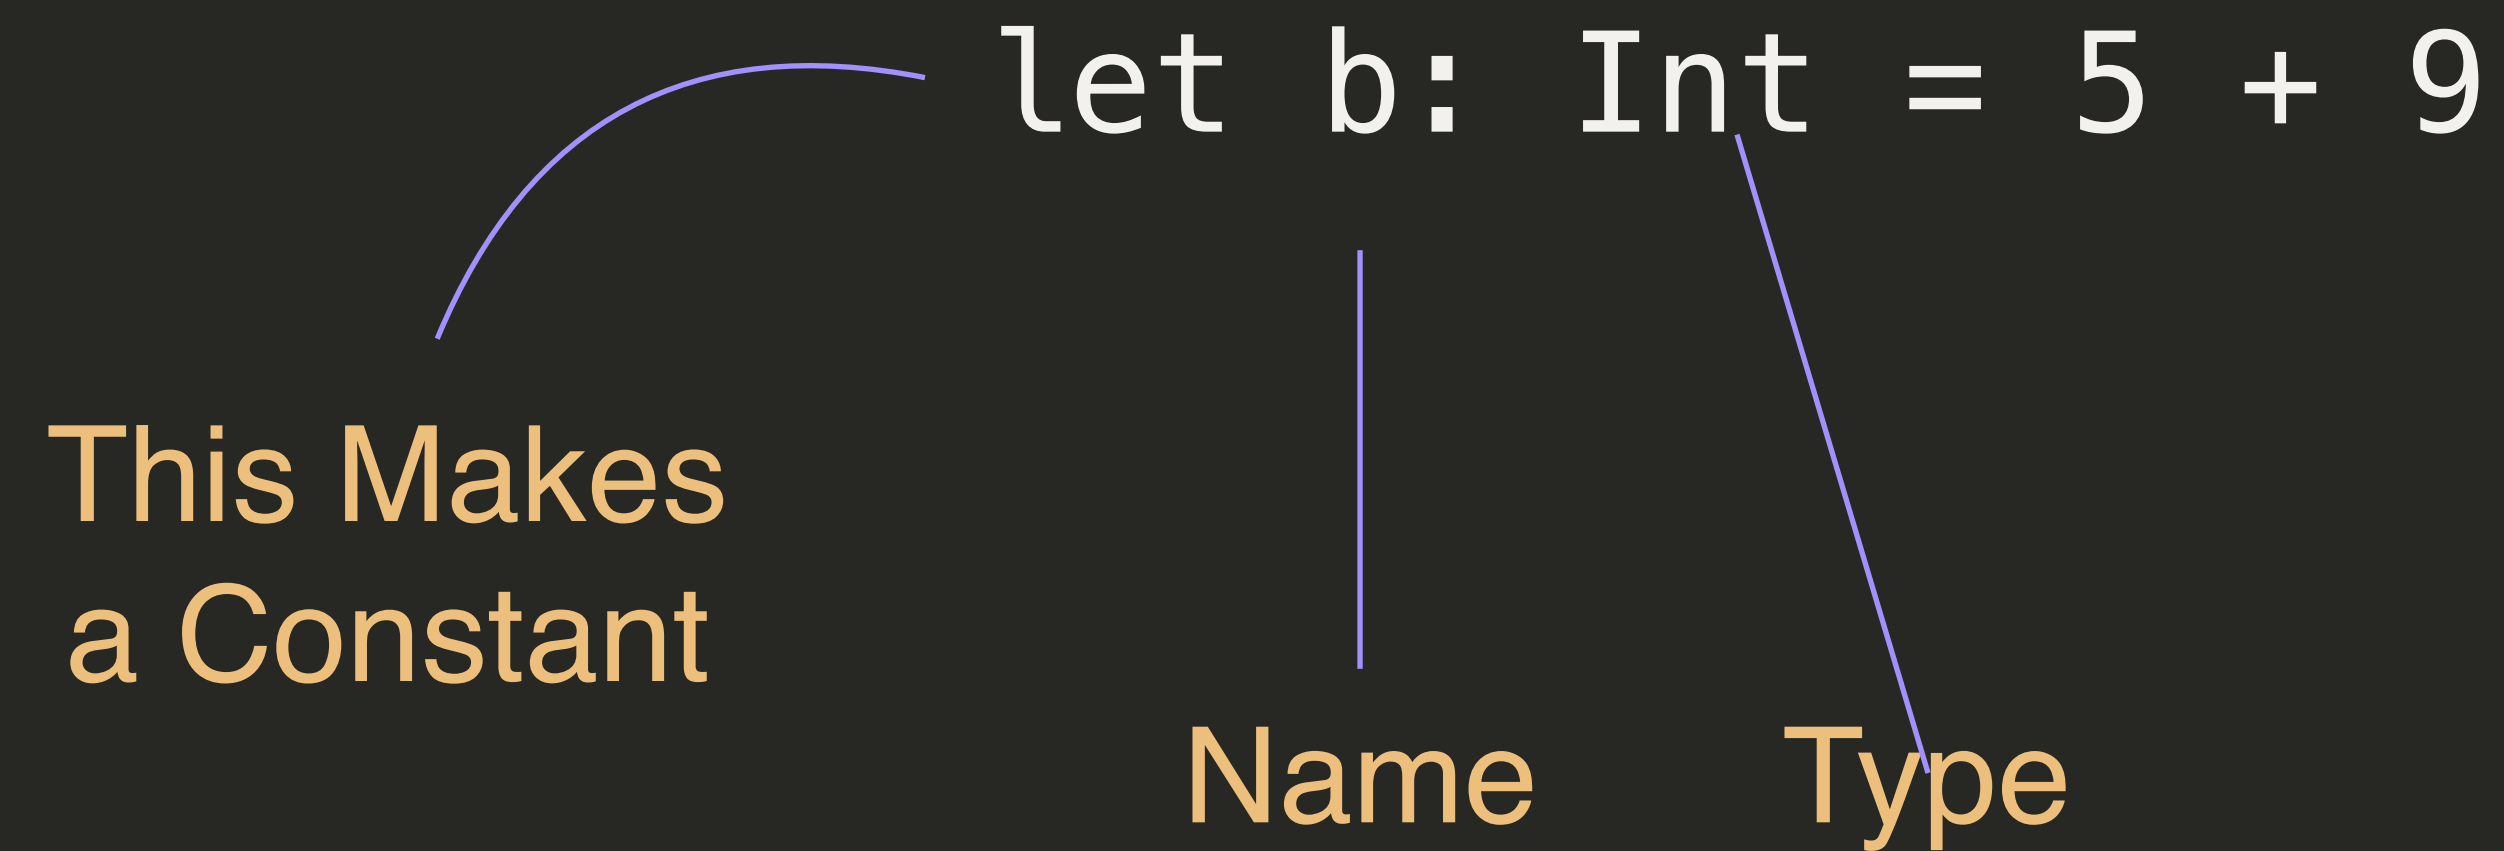 let b: Int = 5 + 9
This Makes
a Constant
Name
Type